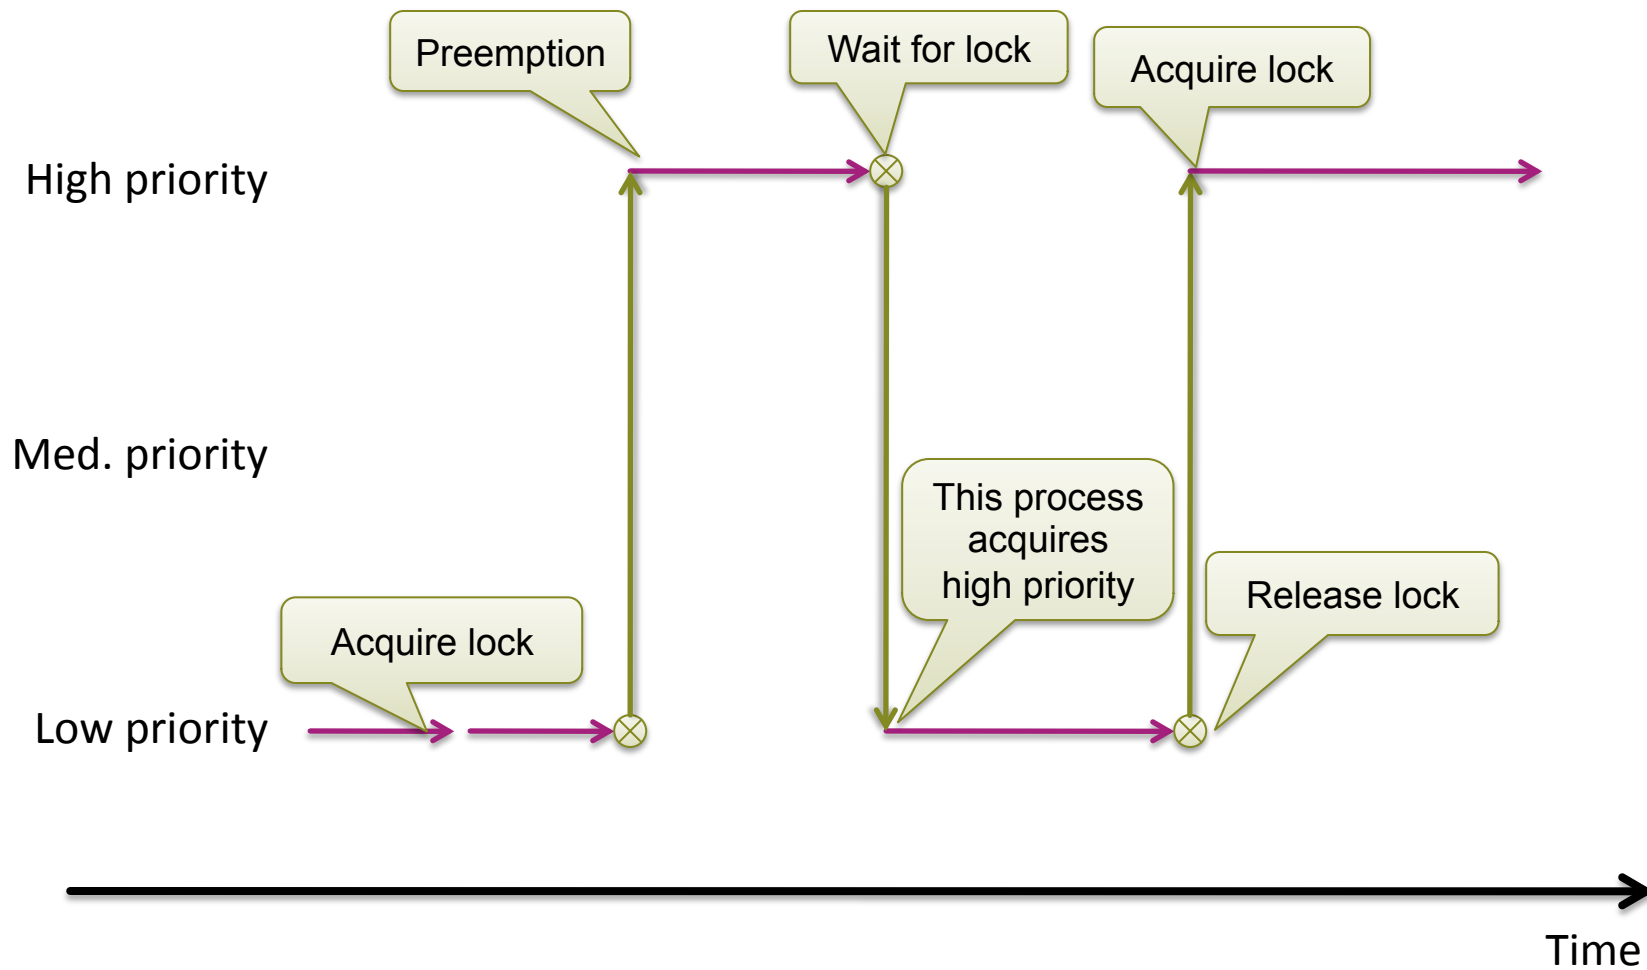 Preemption
Wait for lock
Acquire lock
High priority
Med. priority
This process
acquires
high priority
Release lock
Acquire lock
Low priority
Time